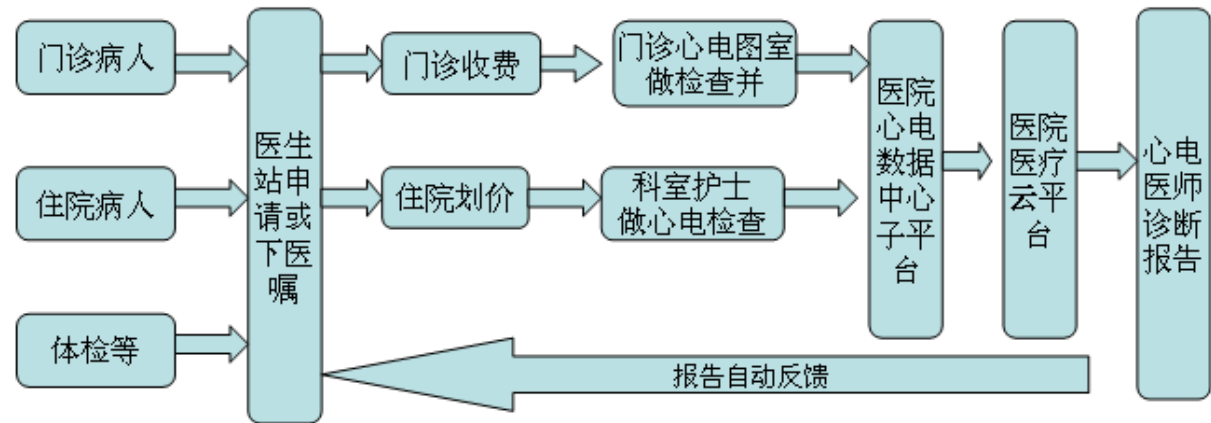 门诊病人
住院病人
体检等
医生
站申
请或
下医
嘱
门诊收费
住院划价
门诊心电图室
做检查并
科室护士
做心电检查
医院
心电
数据
中心
子平
台
医院
医疗
云平
台
心电
医师
诊断
报告
报告自动反馈